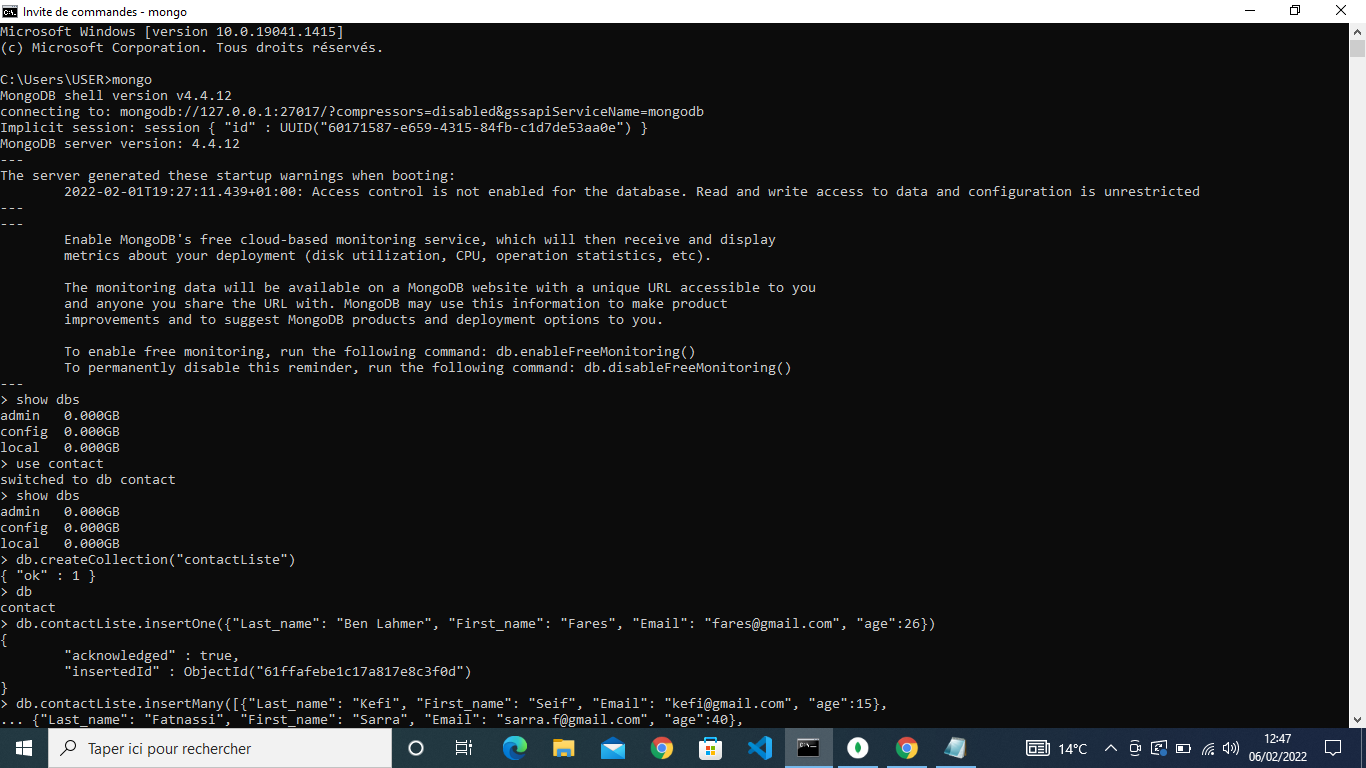 Invite de commandes - mongo
Microsoft Windows [version 10.0.19041.1415]
(c) Microsoft Corporation. Tous droits réservés.
C:\Users\USER>mongo
MongoDB shell version v4.4.12
connecting to: mongodb://127.0.0.1:27017/?compressors=disabled&gssapiServiceName=mongodb
Implicit session: session { "id" : UUID("60171587-e659-4315-84fb-c1d7de53aa0e") }
MongoDB server version: 4.4.12
---
The server generated these startup warnings when booting:
        2022-02-01T19:27:11.439+01:00: Access control is not enabled for the database. Read and write access to data and configuration is unrestricted
---
---
        Enable MongoDB's free cloud-based monitoring service, which will then receive and display
        metrics about your deployment (disk utilization, CPU, operation statistics, etc).
        The monitoring data will be available on a MongoDB website with a unique URL accessible to you
        and anyone you share the URL with. MongoDB may use this information to make product
        improvements and to suggest MongoDB products and deployment options to you.
        To enable free monitoring, run the following command: db.enableFreeMonitoring()
        To permanently disable this reminder, run the following command: db.disableFreeMonitoring()
---
> show dbs
admin   0.000GB
config  0.000GB
local   0.000GB
> use contact
switched to db contact
> show dbs
admin   0.000GB
config  0.000GB
local   0.000GB
> db.createCollection("contactListe")
{ "ok" : 1 }
> db
contact
> db.contactListe.insertOne({"Last_name": "Ben Lahmer", "First_name": "Fares", "Email": "fares@gmail.com", "age":26})
{
        "acknowledged" : true,
        "insertedId" : ObjectId("61ffafebe1c17a817e8c3f0d")
}
> db.contactListe.insertMany([{"Last_name": "Kefi", "First_name": "Seif", "Email": "kefi@gmail.com", "age":15},
... {"Last_name": "Fatnassi", "First_name": "Sarra", "Email": "sarra.f@gmail.com", "age":40},
Taper ici pour rechercher
14°C
12:47
06/02/2022